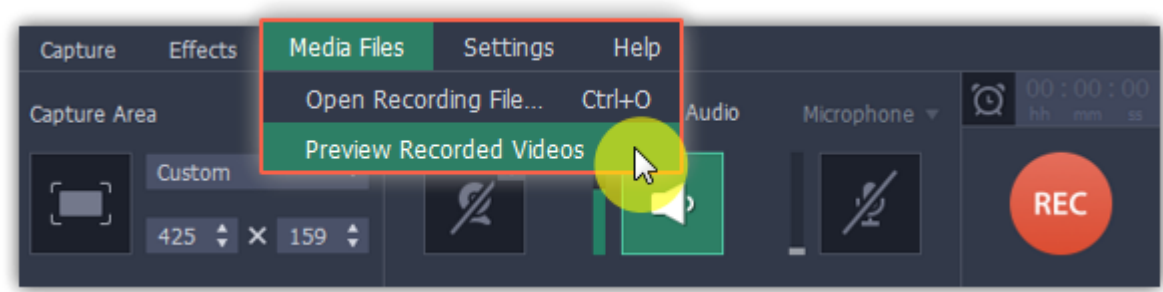 Capture Effects Media Files Settings Help
Open Recording File... Ctrl+O
Preview Recorded Videos
Capture Area
Audio
Microphone
00:00:00
hh mm ss
Custom
425 × 159
REC